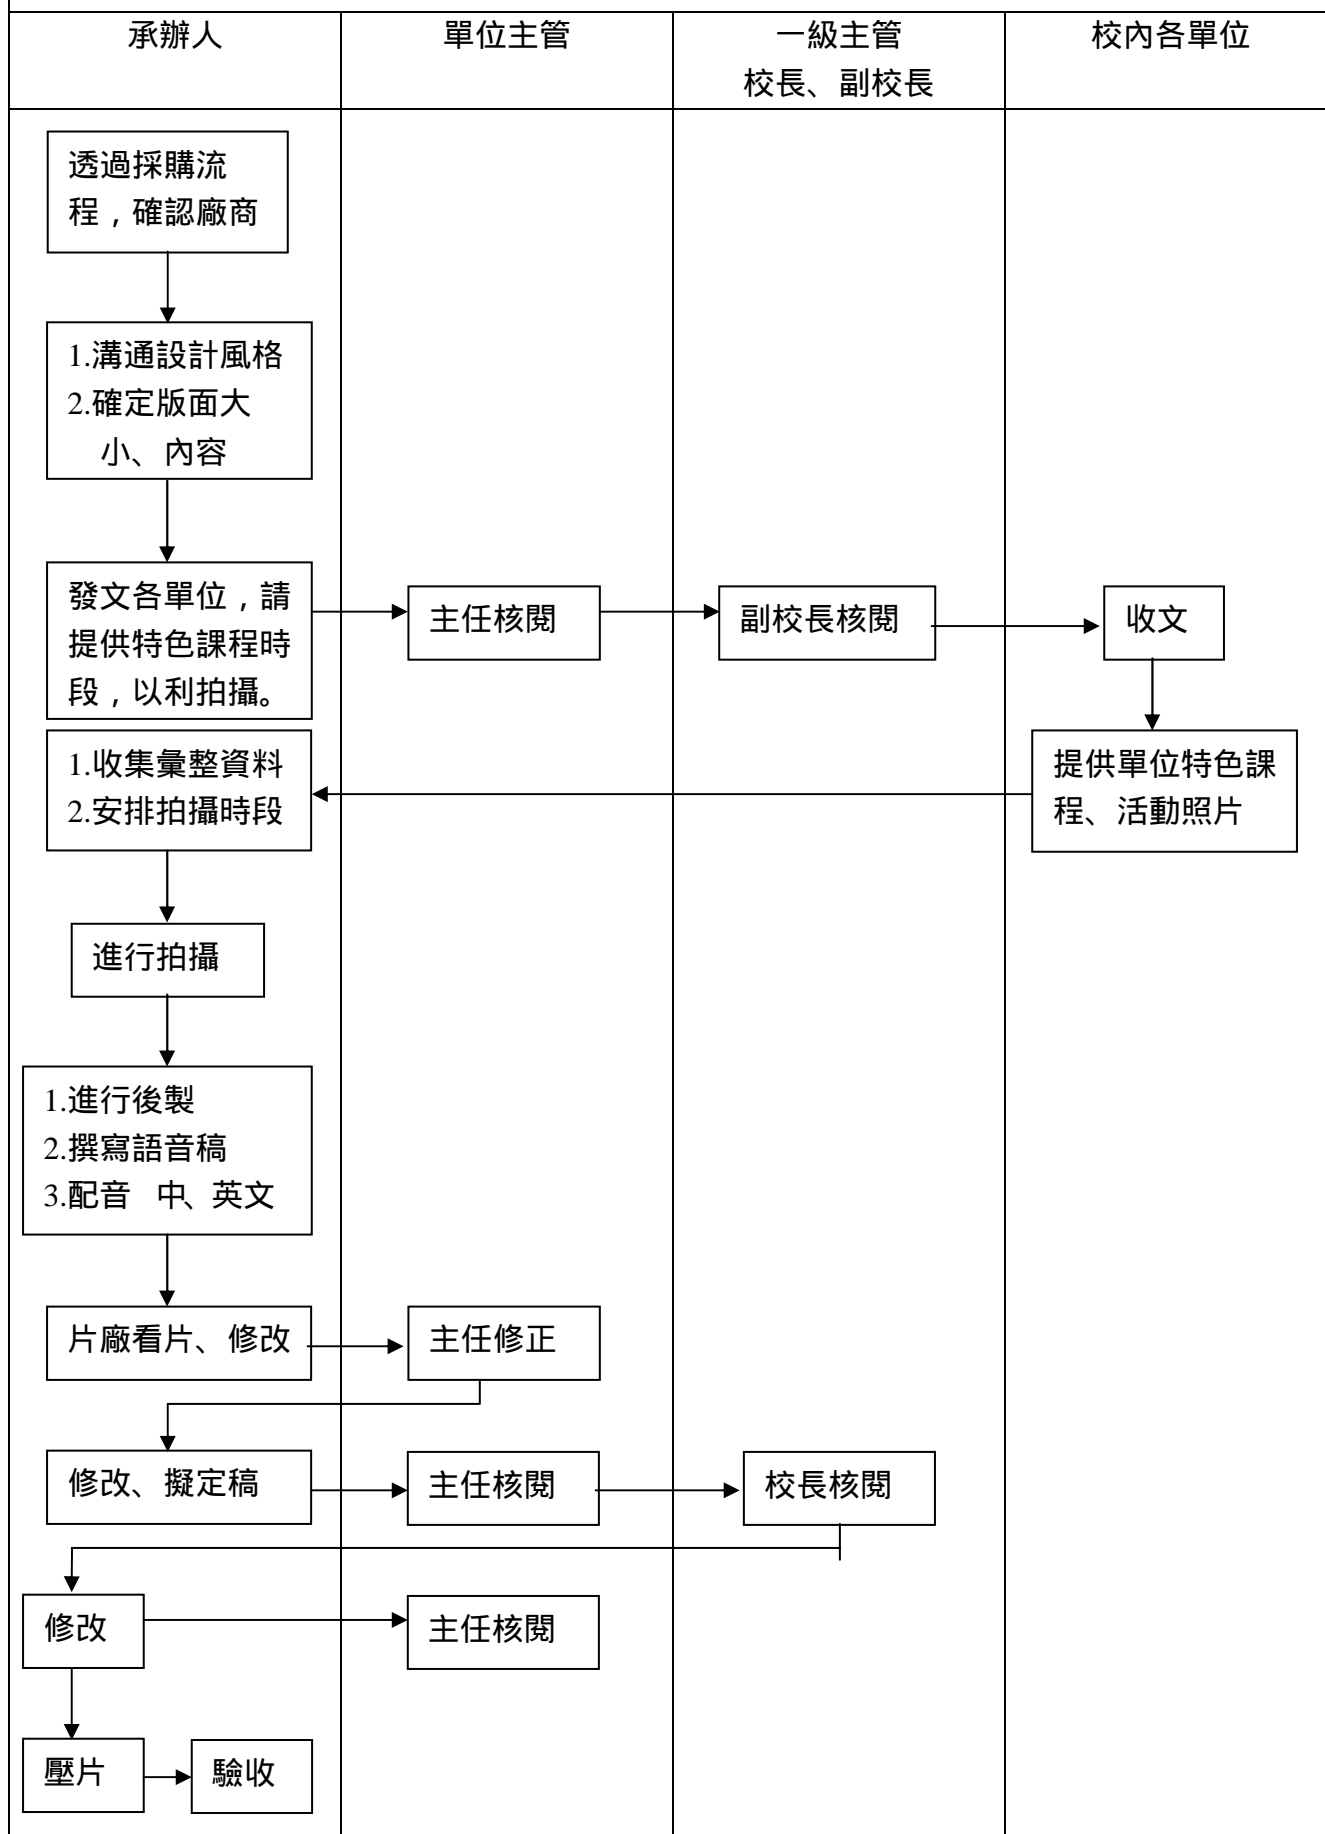 承辦人
單位主管
一級主管
校長、副校長
校內各單位
透過採購流
程，確認廠商
1.溝通設計風格
2.確定版面大
小、內容
發文各單位，請
提供特色課程時
段，以利拍攝。
主任核閱
副校長核閱
收文
1.收集彙整資料
2.安排拍攝時段
提供單位特色課
程、活動照片
進行拍攝
1.進行後製
2.撰寫語音稿
3.配音 中、英文
片廠看片、修改
主任修正
修改、擬定稿
主任核閱
校長核閱
修改
主任核閱
壓片
驗收